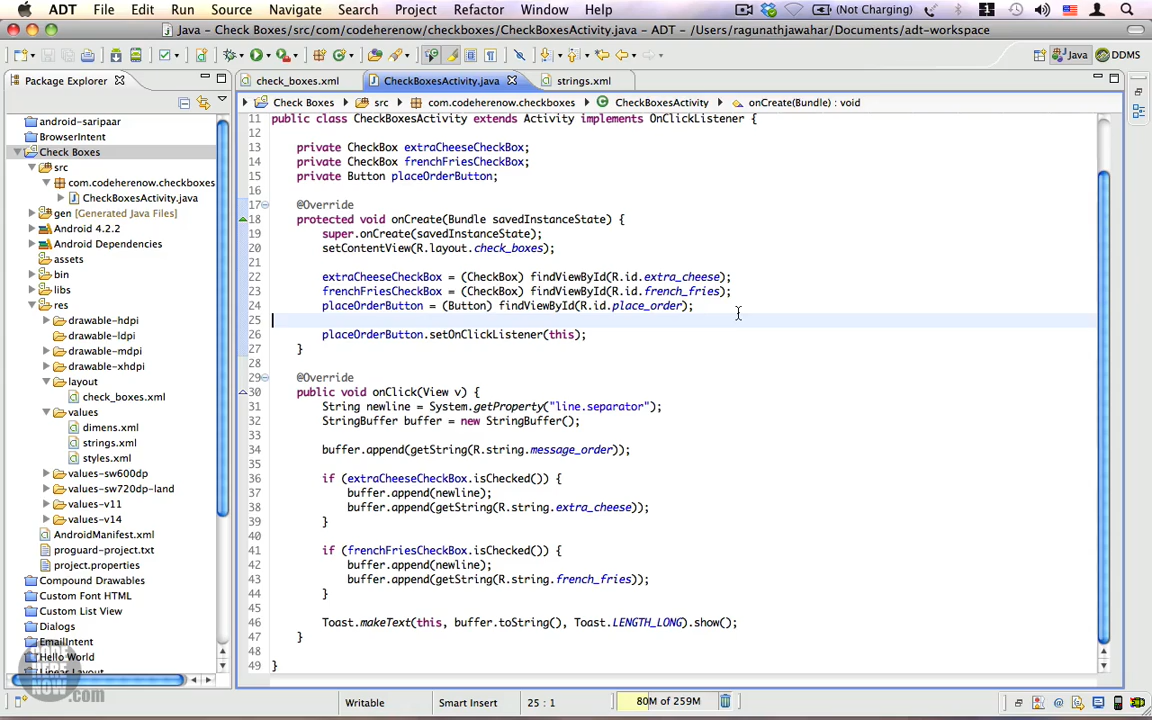 ADT File Edit Run Source Navigate Search Project Refactor Window Help (Not Charging) 1
Java – Check Boxes/src/com/codeherenow/checkboxes/CheckBoxesActivity.java – ADT – /Users/ragunathjawahar/Documents/adt-workspace
Java DDMS
Package Explorer
check_boxes.xml CheckBoxesActivity.java strings.xml
Check Boxes src com.codeherenow.checkboxes CheckBoxesActivity onCreate(Bundle) : void
android-saripaar
BrowserIntent
Check Boxes
src
com.codeherenow.checkboxes
CheckBoxesActivity.java
gen [Generated Java Files]
Android 4.2.2
Android Dependencies
assets
bin
libs
res
drawable-hdpi
drawable-ldpi
drawable-mdpi
drawable-xhdpi
layout
check_boxes.xml
values
dimens.xml
strings.xml
styles.xml
values-sw600dp
values-sw720dp-land
values-v11
values-v14
AndroidManifest.xml
proguard-project.txt
project.properties
Compound Drawables
Custom Font HTML
Custom List View
Dialogs
EmailIntent
Hello World
Linear Layout
11 public class CheckBoxesActivity extends Activity implements OnClickListener {
12
13 private CheckBox extraCheeseCheckBox;
14 private CheckBox frenchFriesCheckBox;
15 private Button placeOrderButton;
16
17 @Override
18 protected void onCreate(Bundle savedInstanceState) {
19 super.onCreate(savedInstanceState);
20 setContentView(R.layout.check_boxes);
21
22 extraCheeseCheckBox = (CheckBox) findViewById(R.id.extra_cheese);
23 frenchFriesCheckBox = (CheckBox) findViewById(R.id.french_fries);
24 placeOrderButton = (Button) findViewById(R.id.place_order);
25
26 placeOrderButton.setOnClickListener(this);
27 }
28
29 @Override
30 public void onClick(View v) {
31 String newline = System.getProperty("line.separator");
32 StringBuffer buffer = new StringBuffer();
33
34 buffer.append(getString(R.string.message_order));
35
36 if (extraCheeseCheckBox.isChecked()) {
37 buffer.append(newline);
38 buffer.append(getString(R.string.extra_cheese));
39 }
40
41 if (frenchFriesCheckBox.isChecked()) {
42 buffer.append(newline);
43 buffer.append(getString(R.string.french_fries));
44 }
45
46 Toast.makeText(this, buffer.toString(), Toast.LENGTH_LONG).show();
47 }
48
49 }
CODE HERE NOW .com
Writable Smart Insert 25 : 1 80M of 259M